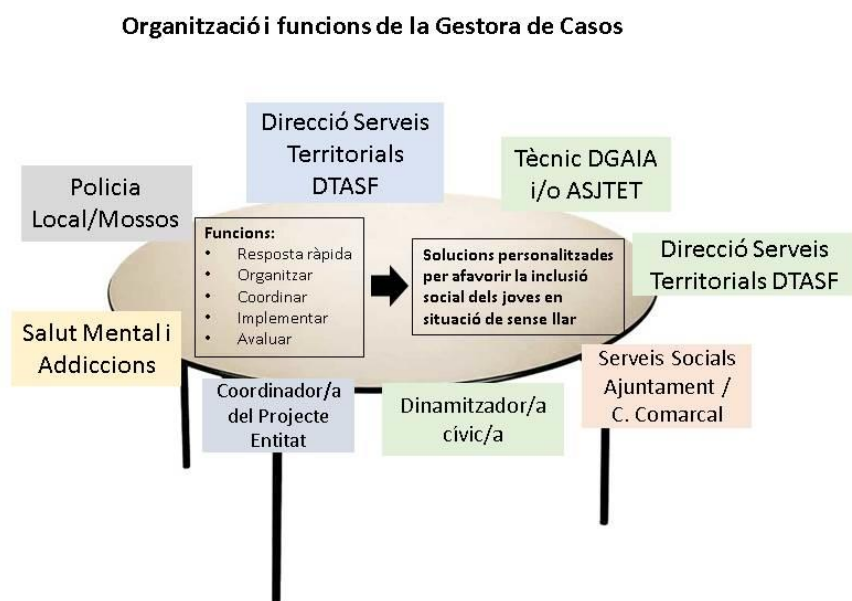 Organització i funcions de la Gestora de Casos
Direcció Serveis
Territorials
DTASF
Tècnic DGAIA
i/o ASJTET
Policia
Local/Mossos
Funcions:
• Resposta ràpida
• Organitzar
• Coordinar
• Implementar
• Avaluar
Solucions personalitzades
per afavorir la inclusió
social dels joves en
situació de sense llar
Direcció Serveis
Territorials DTASF
Salut Mental i
Addiccions
Serveis Socials
Ajuntament /
C. Comarcal
Coordinador/a
del Projecte
Entitat
Dinamitzador/a
cívic/a